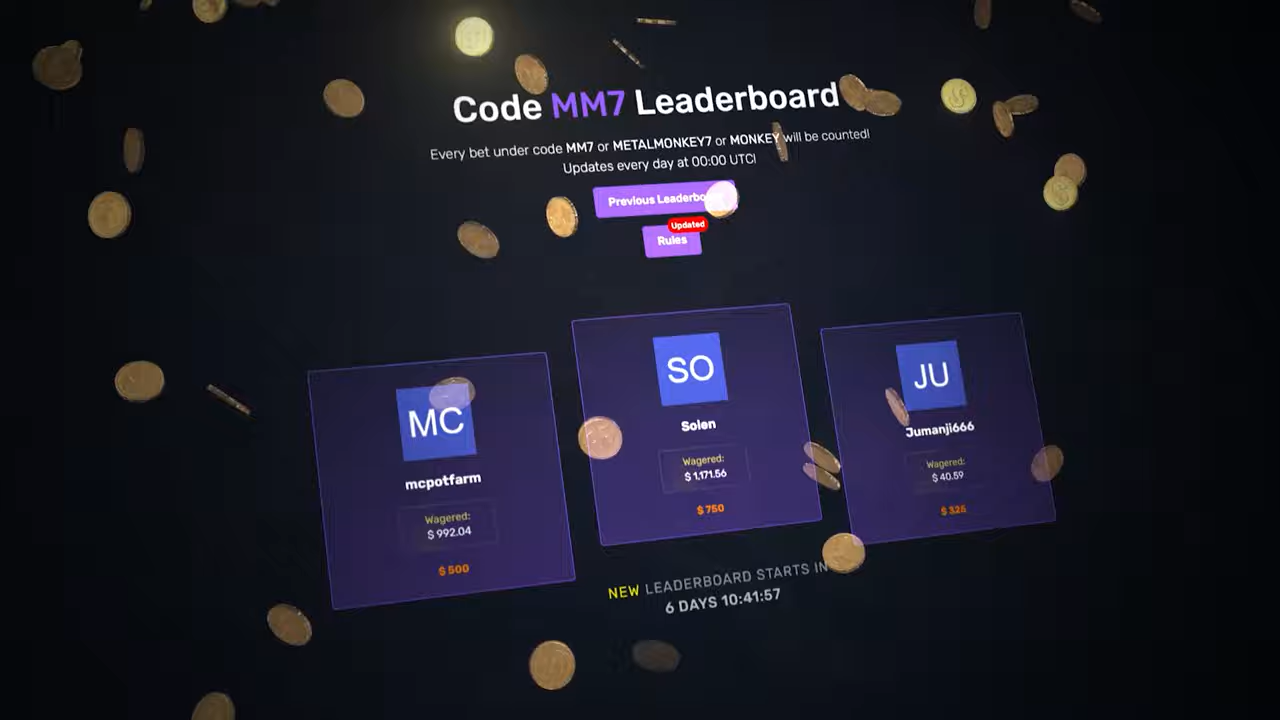 Code MM7 Leaderboard
Every bet under code MM7 or METALMONKEY7 or MONKEY will be counted!
Updates every day at 00:00 UTC!
Previous Leaderbo
Updated
Rules
MC
mcpotfarm
Wagered:
$ 992.04
$ 500
SO
Solen
Wagered:
$ 1,171.56
$ 750
JU
Jumanji666
Wagered:
$ 40.59
$ 325
NEW LEADERBOARD STARTS IN
6 DAYS 10:41:57